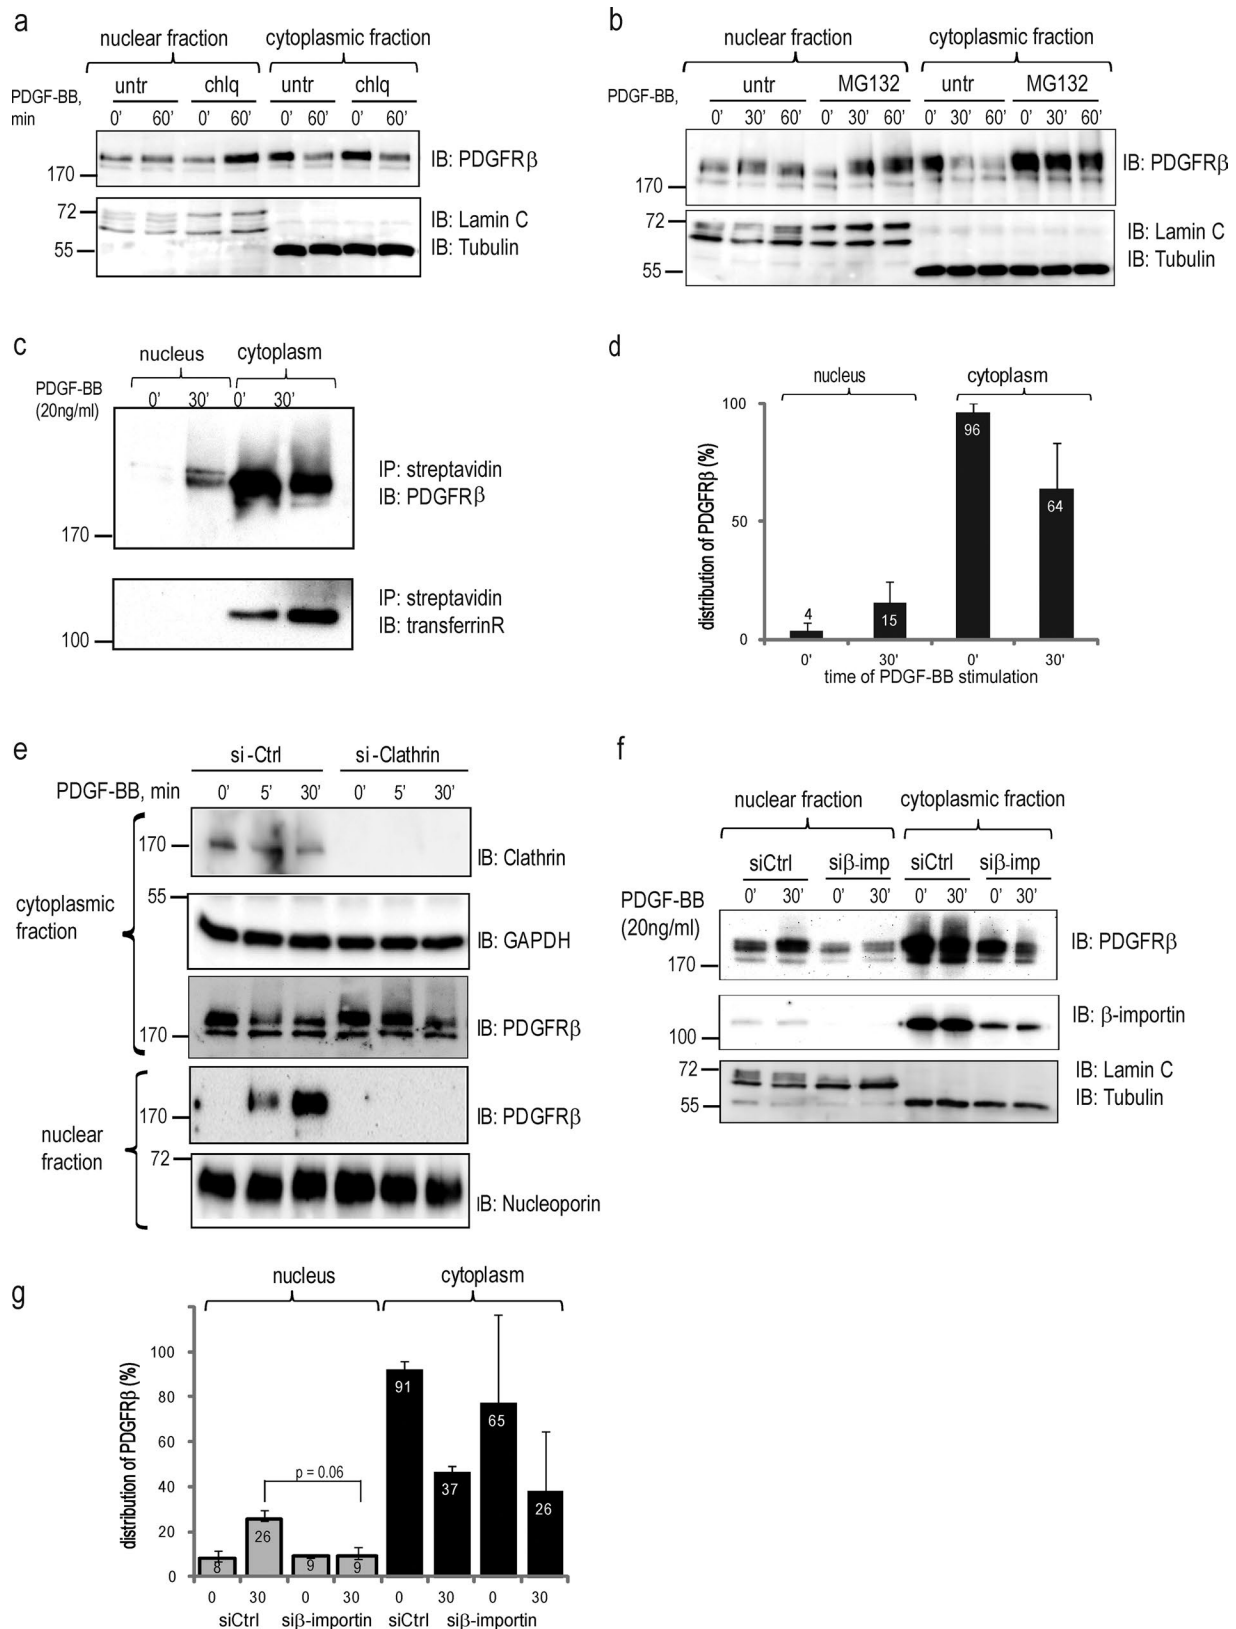 a
nuclear fraction cytoplasmic fraction
untr chlq untr chlq
PDGF-BB,
min 0' 60' 0' 60' 0' 60' 0' 60'
IB: PDGFRβ
170
72 IB: Lamin C
55 IB: Tubulin
b
nuclear fraction cytoplasmic fraction
untr MG132 untr MG132
PDGF-BB,
0' 30' 60' 0' 30' 60' 0' 30' 60' 0' 30' 60'
IB: PDGFRβ
170
72 IB: Lamin C
IB: Tubulin
55
c
nucleus cytoplasm
PDGF-BB
(20ng/ml) 0' 30' 0' 30'
IP: streptavidin
IB: PDGFRβ
170
IP: streptavidin
IB: transferrinR
100
d
nucleus cytoplasm
distribution of PDGFRβ (%)
100
50
0
4
15
96
64
0' 30' 0' 30'
time of PDGF-BB stimulation
e
si-Ctrl si-Clathrin
PDGF-BB, min 0' 5' 30' 0' 5' 30'
cytoplasmic
fraction
170 IB: Clathrin
55
IB: GAPDH
170 IB: PDGFRβ
nuclear
fraction
170 IB: PDGFRβ
72
IB: Nucleoporin
f
nuclear fraction cytoplasmic fraction
siCtrl siβ-imp siCtrl siβ-imp
PDGF-BB
(20ng/ml)
0' 30' 0' 30' 0' 30' 0' 30'
IB: PDGFRβ
170
IB: β-importin
100
72 IB: Lamin C
55 IB: Tubulin
g
nucleus cytoplasm
distribution of PDGFRβ (%)
100
80
60
40
20
0
p = 0.06
8
26
9
9
91
37
65
26
0 30 0 30 0 30 0 30
siCtrl siβ-importin siCtrl siβ-importin